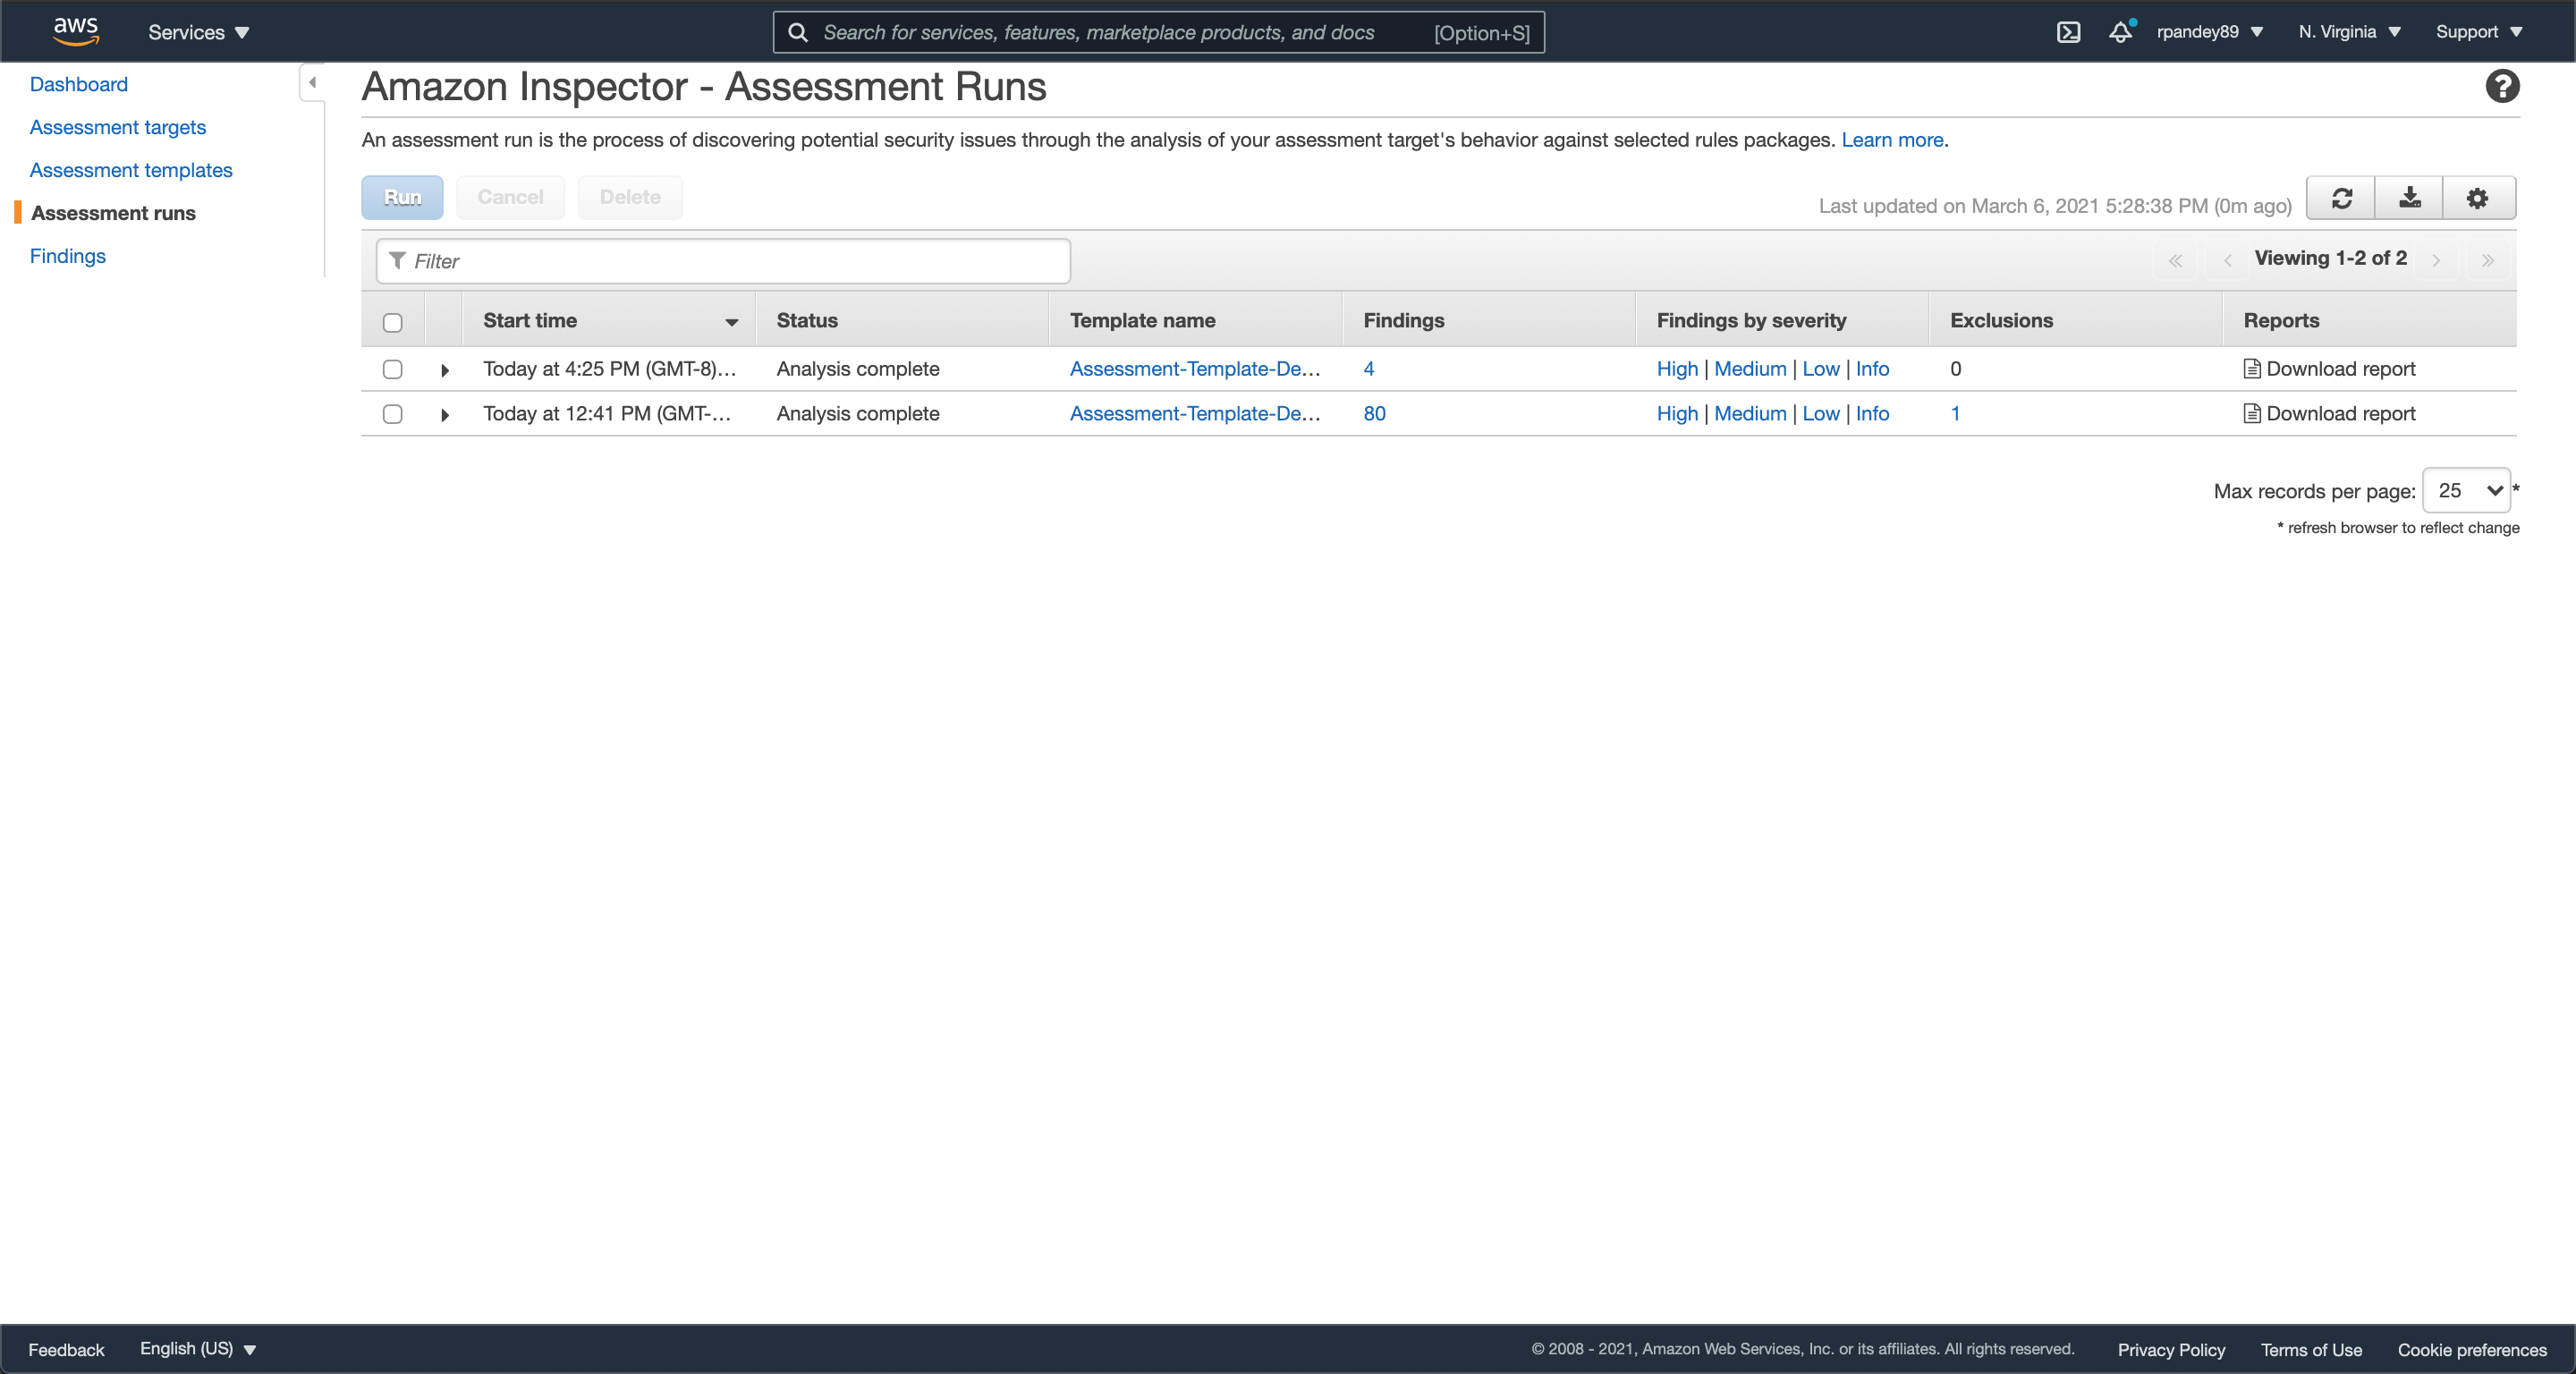 aws Services Search for services, features, marketplace products, and docs [Option+S] rpandey89 N. Virginia Support
Dashboard
Assessment targets
Assessment templates
Assessment runs
Findings
Amazon Inspector - Assessment Runs
An assessment run is the process of discovering potential security issues through the analysis of your assessment target's behavior against selected rules packages. Learn more.
Run Cancel Delete Last updated on March 6, 2021 5:28:38 PM (0m ago)
Filter Viewing 1-2 of 2
Start time Status Template name Findings Findings by severity Exclusions Reports
Today at 4:25 PM (GMT-8)... Analysis complete Assessment-Template-De... 4 High | Medium | Low | Info 0 Download report
Today at 12:41 PM (GMT-... Analysis complete Assessment-Template-De... 80 High | Medium | Low | Info 1 Download report
Max records per page: 25 *
* refresh browser to reflect change
Feedback English (US) © 2008 - 2021, Amazon Web Services, Inc. or its affiliates. All rights reserved. Privacy Policy Terms of Use Cookie preferences